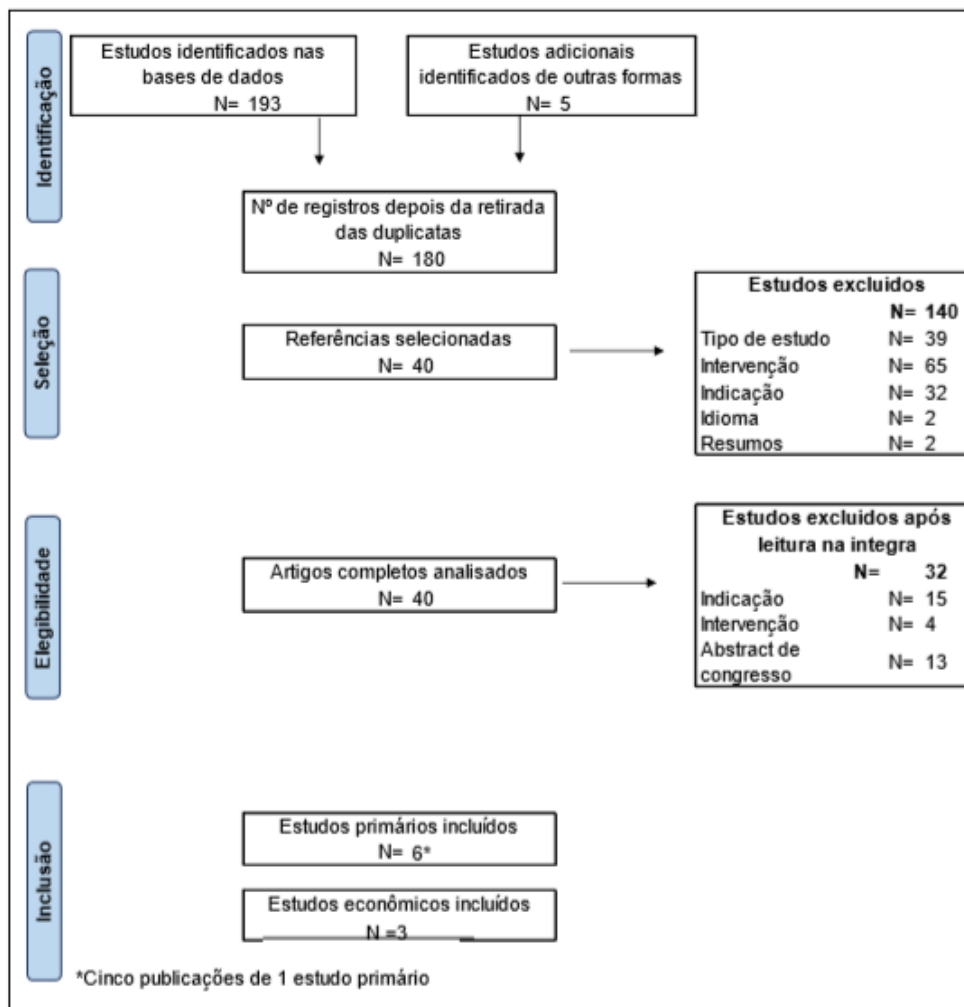 Identificação
Estudos identificados nas
bases de dados
N= 193
Estudos adicionais
identificados de outras formas
N= 5
Nº de registros depois da retirada
das duplicatas
N= 180
Seleção
Referências selecionadas
N= 40
Estudos excluidos
N= 140
Tipo de estudo N= 39
Intervenção N= 65
Indicação N= 32
Idioma N= 2
Resumos N= 2
Elegibilidade
Artigos completos analisados
N= 40
Estudos excluidos após
leitura na integra
N= 32
Indicação N= 15
Intervenção N= 4
Abstract de
congresso N= 13
Inclusão
Estudos primários incluídos
N= 6*
Estudos econômicos incluídos
N =3
*Cinco publicações de 1 estudo primário